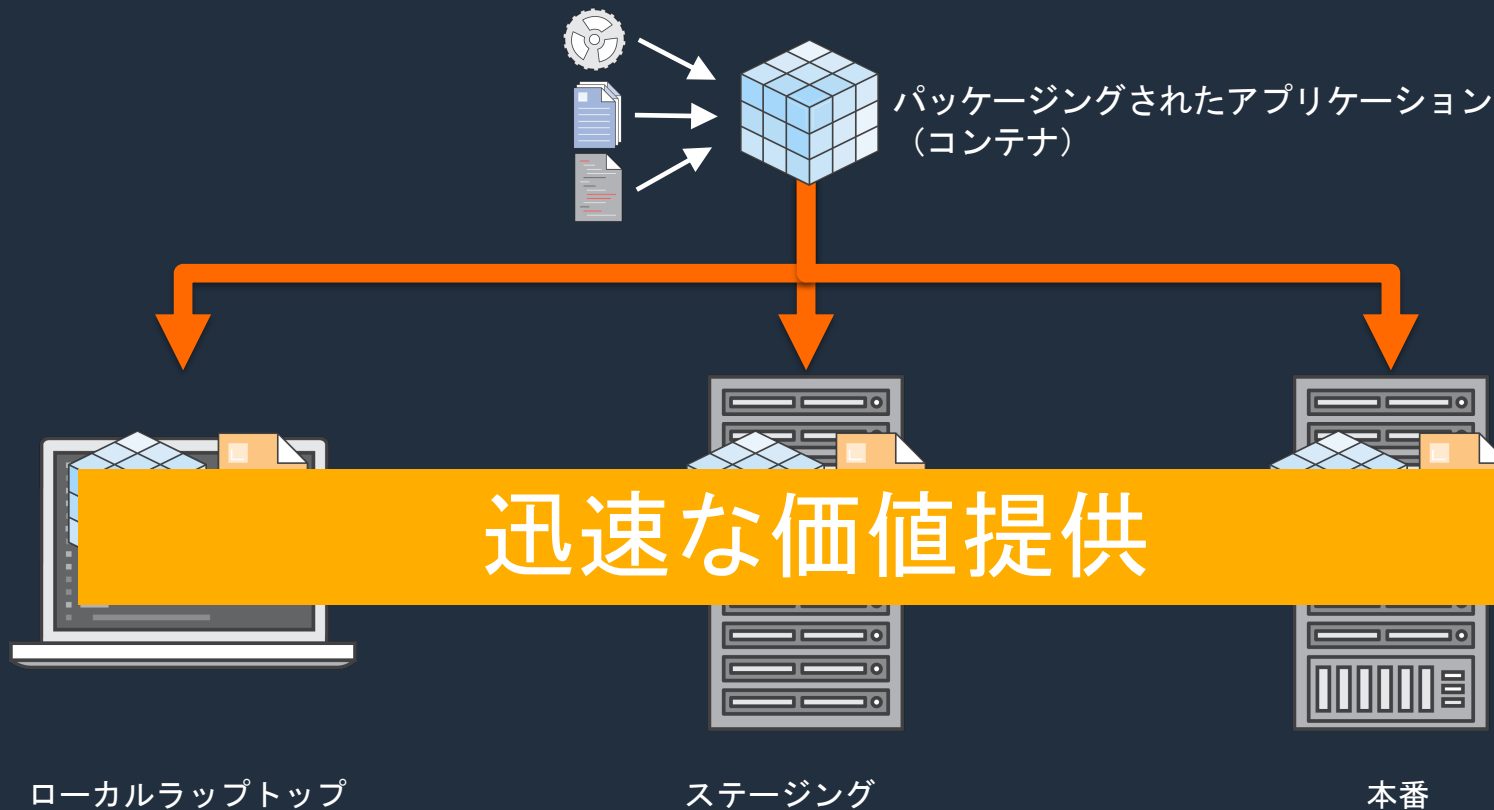 パッケージングされたアプリケーション
（コンテナ）
迅速な価値提供
ローカルラップトップ
ステージング
本番